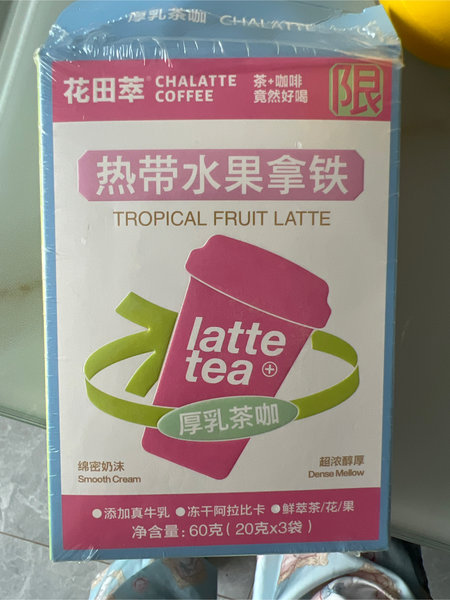 厚乳茶咖 CHALATTE
花田萃® CHALATTE COFFEE
茶+咖啡
竟然好喝
限
热带水果拿铁
TROPICAL FRUIT LATTE
latte
tea+
厚乳茶咖
绵密奶沫
Smooth Cream
超浓醇厚
Dense Mellow
●添加真牛乳 ●冻干阿拉比卡 ●鲜萃茶/花/果
净含量:60克(20克x3袋)